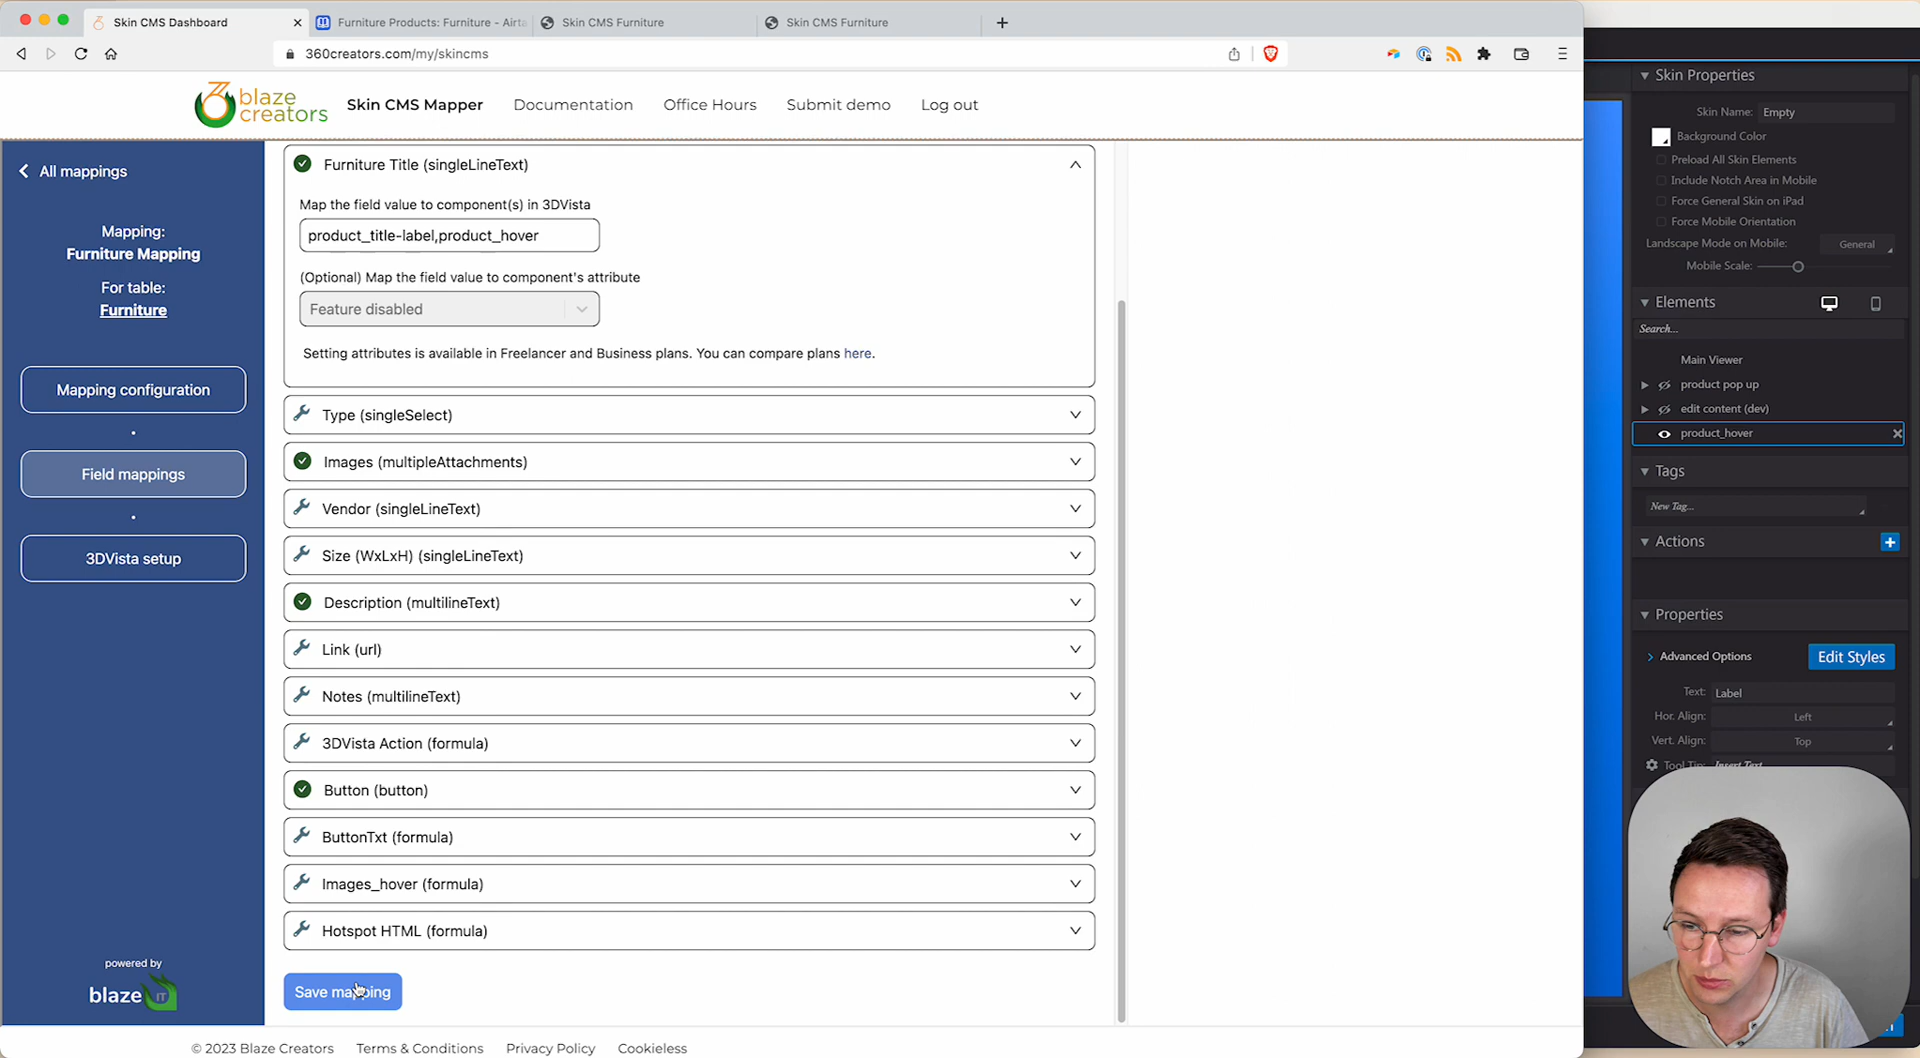 Skin CMS Dashboard
Furniture Products: Furniture - Airta
Skin CMS Furniture
Skin CMS Furniture
360creators.com/my/skincms
blaze creators
Skin CMS Mapper
Documentation
Office Hours
Submit demo
Log out
All mappings
Mapping:
Furniture Mapping
For table:
Furniture
Mapping configuration
Field mappings
3DVista setup
powered by
blaze IT
Furniture Title (singleLineText)
Map the field value to component(s) in 3DVista
product_title-label,product_hover
(Optional) Map the field value to component's attribute
Feature disabled
Setting attributes is available in Freelancer and Business plans. You can compare plans here.
Type (singleSelect)
Images (multipleAttachments)
Vendor (singleLineText)
Size (WxLxH) (singleLineText)
Description (multilineText)
Link (url)
Notes (multilineText)
3DVista Action (formula)
Button (button)
ButtonTxt (formula)
Images_hover (formula)
Hotspot HTML (formula)
Save mapping
© 2023 Blaze Creators
Terms & Conditions
Privacy Policy
Cookieless
Skin Properties
Skin Name: Empty
Background Color
Preload All Skin Elements
Include Notch Area in Mobile
Force General Skin on iPad
Force Mobile Orientation
Landscape Mode on Mobile: General
Mobile Scale:
Elements
Search...
Main Viewer
product pop up
edit content (dev)
product_hover
Tags
New Tag...
Actions
Properties
Advanced Options
Edit Styles
Text: Label
Hor. Align: Left
Vert. Align: Top
Tool Tip: Insert Text